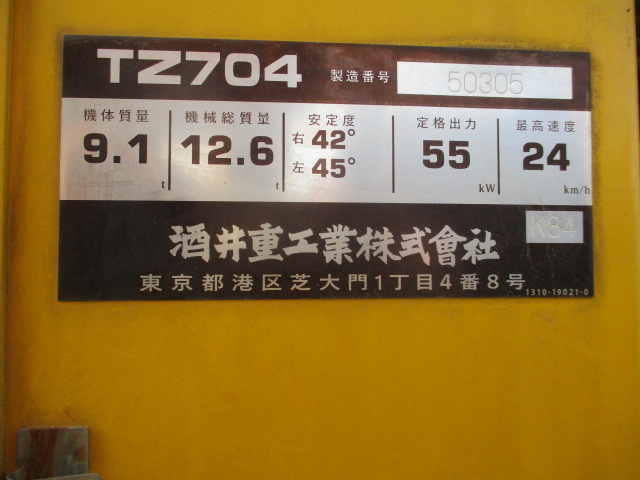 TZ704 製造番号 50305
機体質量 機械総質量 安定度 定格出力 最高速度
9.1 t 12.6 t 右 42° 左 45° 55 kW 24 km/h
K84
酒井重工業株式會社
東京都港区芝大門1丁目4番8号
1310-19021-0